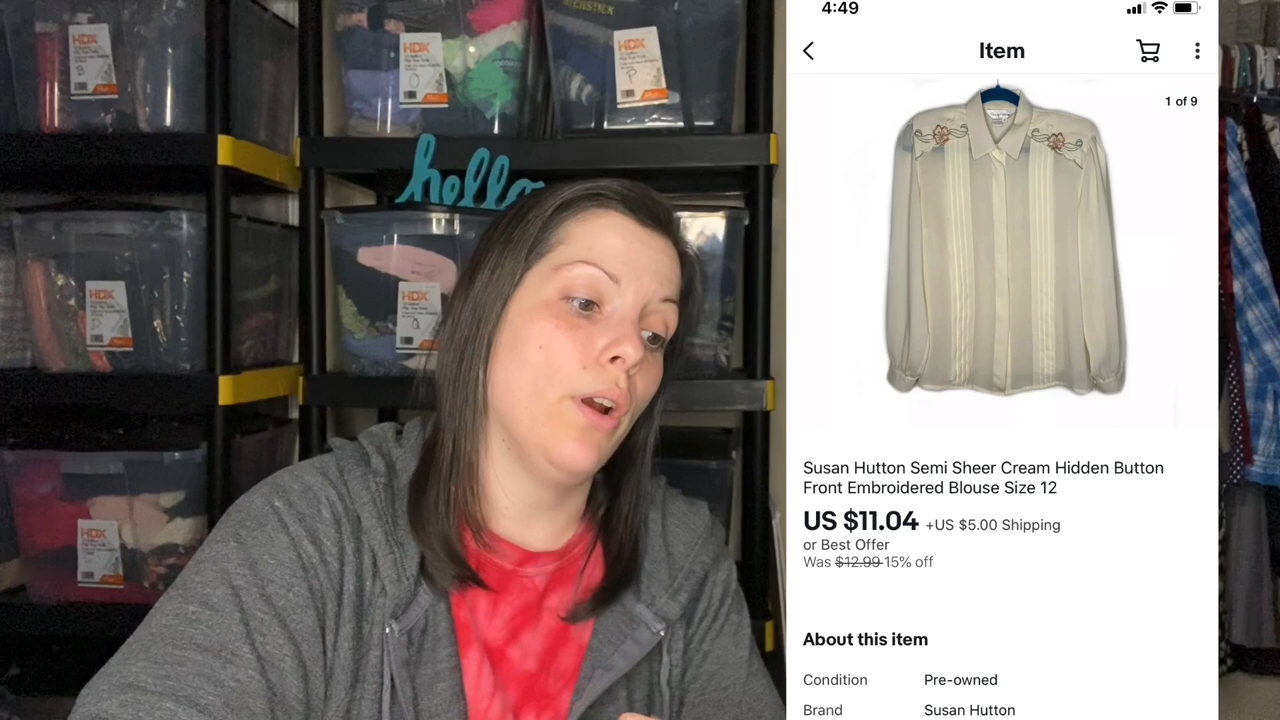 4:49
Item
1 of 9
HDX
B
HDX
O
HDX
P
hello
HDX
D
HDX
Q
HDX
Susan Hutton Semi Sheer Cream Hidden Button
Front Embroidered Blouse Size 12
US $11.04 +US $5.00 Shipping
or Best Offer
Was $12.99 15% off
About this item
Condition Pre-owned
Brand Susan Hutton